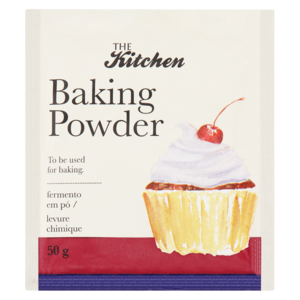 THE
Kitchen
Baking
Powder
To be used
for baking.
fermento
em pó /
levure
chimique
50 g